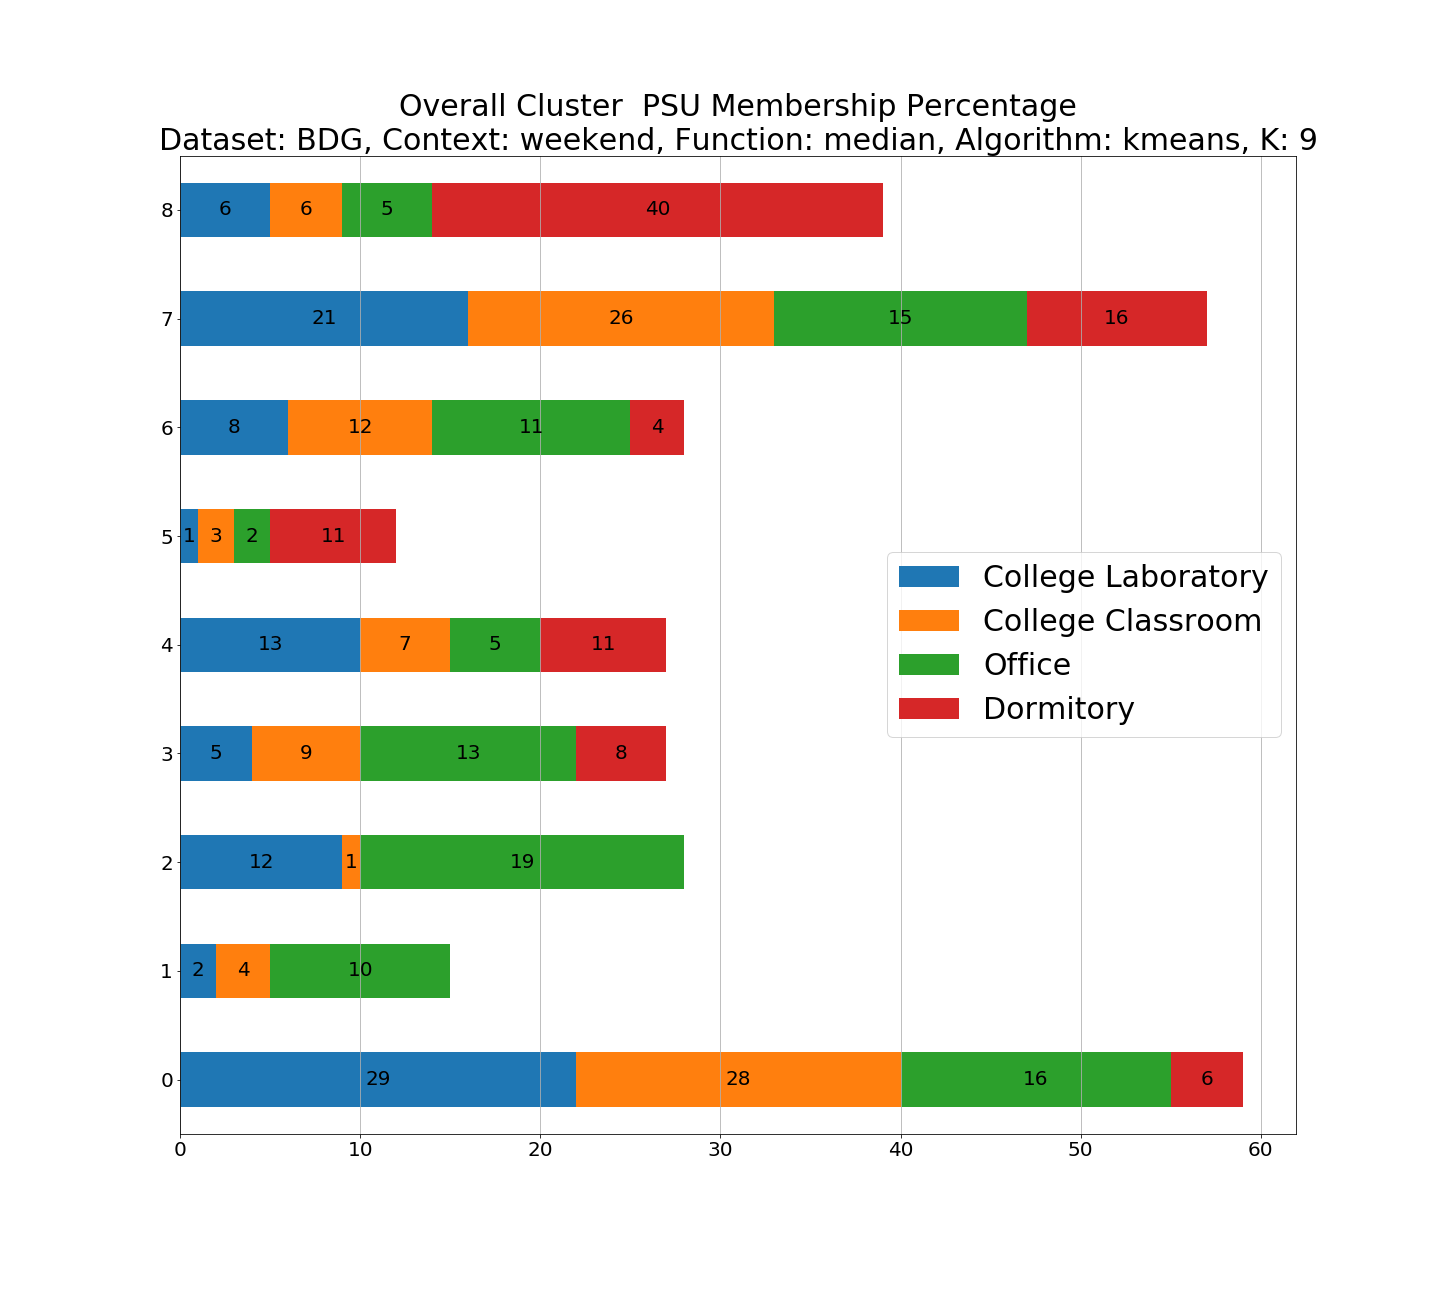 Overall Cluster  PSU Membership Percentage
Dataset: BDG, Context: weekend, Function: median, Algorithm: kmeans, K: 9
8 6 6 5 40
7 21 26 15 16
6 8 12 11 4
5 1 3 2 11
4 13 7 5 11
3 5 9 13 8
2 12 1 19
1 2 4 10
0 29 28 16 6
0 10 20 30 40 50 60
College Laboratory
College Classroom
Office
Dormitory